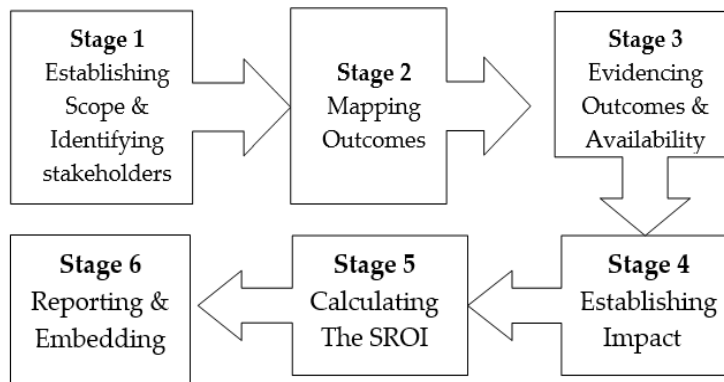 Stage 1
Establishing
Scope &
Identifying
stakeholders
Stage 2
Mapping
Outcomes
Stage 3
Evidencing
Outcomes &
Availability
Stage 4
Establishing
Impact
Stage 5
Calculating
The SROI
Stage 6
Reporting &
Embedding